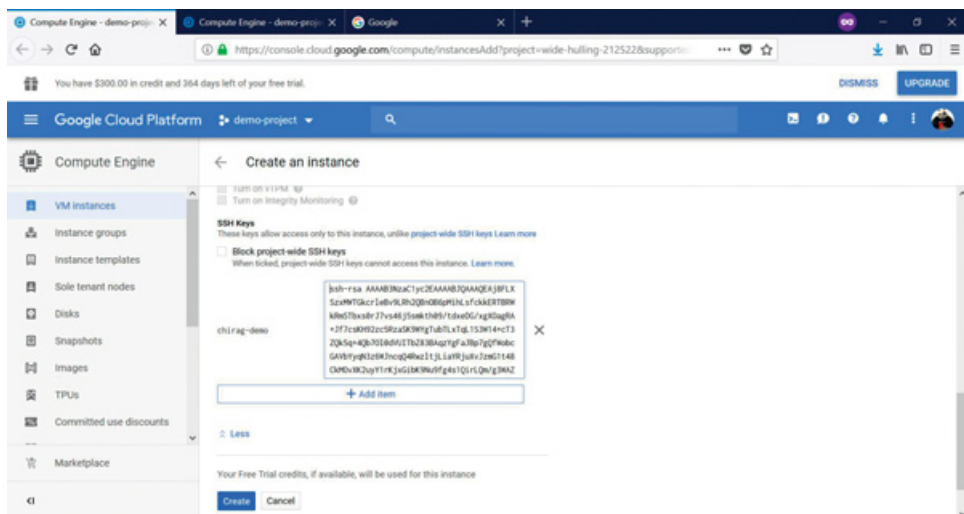 Compute Engine - demo-proj
Compute Engine - demo-proje
Google
https://console.cloud.google.com/compute/instancesAdd?project=wide-hulling-212522&supporte
You have $300.00 in credit and 364 days left of your free trial.
DISMISS
UPGRADE
Google Cloud Platform
demo-project
Compute Engine
Create an instance
Turn on vTPM
Turn on Integrity Monitoring
VM instances
Instance groups
Instance templates
Sole tenant nodes
Disks
Snapshots
Images
TPUs
Committed use discounts
Marketplace
SSH Keys
These keys allow access only to this instance, unlike project-wide SSH keys Learn more
Block project-wide SSH keys
When ticked, project-wide SSH keys cannot access this instance. Learn more.
chirag-demo
ssh-rsa
+ Add item
Less
Your Free Trial credits, if available, will be used for this instance
Create
Cancel